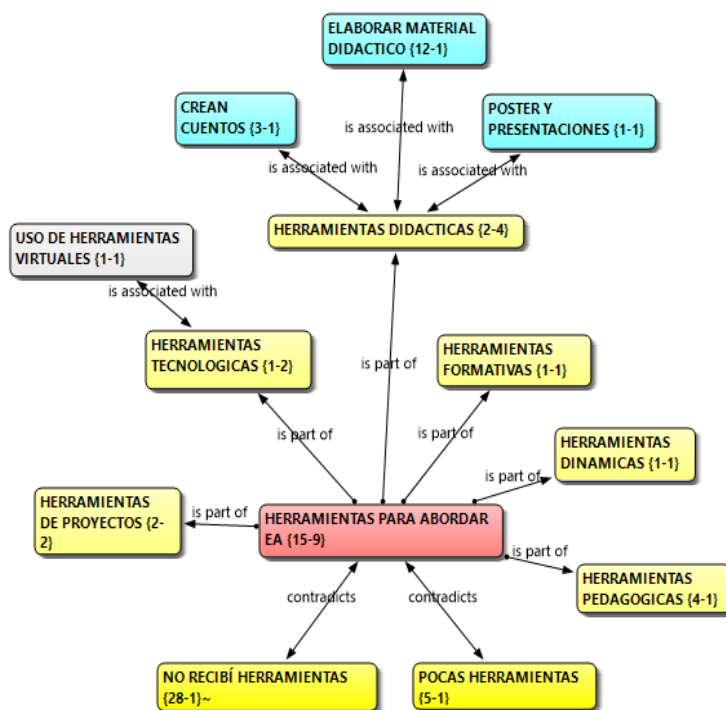 ELABORAR MATERIAL
DIDACTICO {12-1}
CREAN
CUENTOS {3-1}
POSTER Y
PRESENTACIONES {1-1}
is associated with
is associated with
is associated with
HERRAMIENTAS DIDACTICAS {2-4}
USO DE HERRAMIENTAS
VIRTUALES {1-1}
is associated with
HERRAMIENTAS
TECNOLOGICAS {1-2}
HERRAMIENTAS
FORMATIVAS {1-1}
is part of
is part of
is part of
HERRAMIENTAS
DINAMICAS {1-1}
is part of
HERRAMIENTAS
DE PROYECTOS {2-
2}
is part of
HERRAMIENTAS PARA ABORDAR
EA {15-9}
is part of
HERRAMIENTAS
PEDAGOGICAS {4-1}
contradicts
contradicts
NO RECIBÍ HERRAMIENTAS
{28-1}~
POCAS HERRAMIENTAS
{5-1}